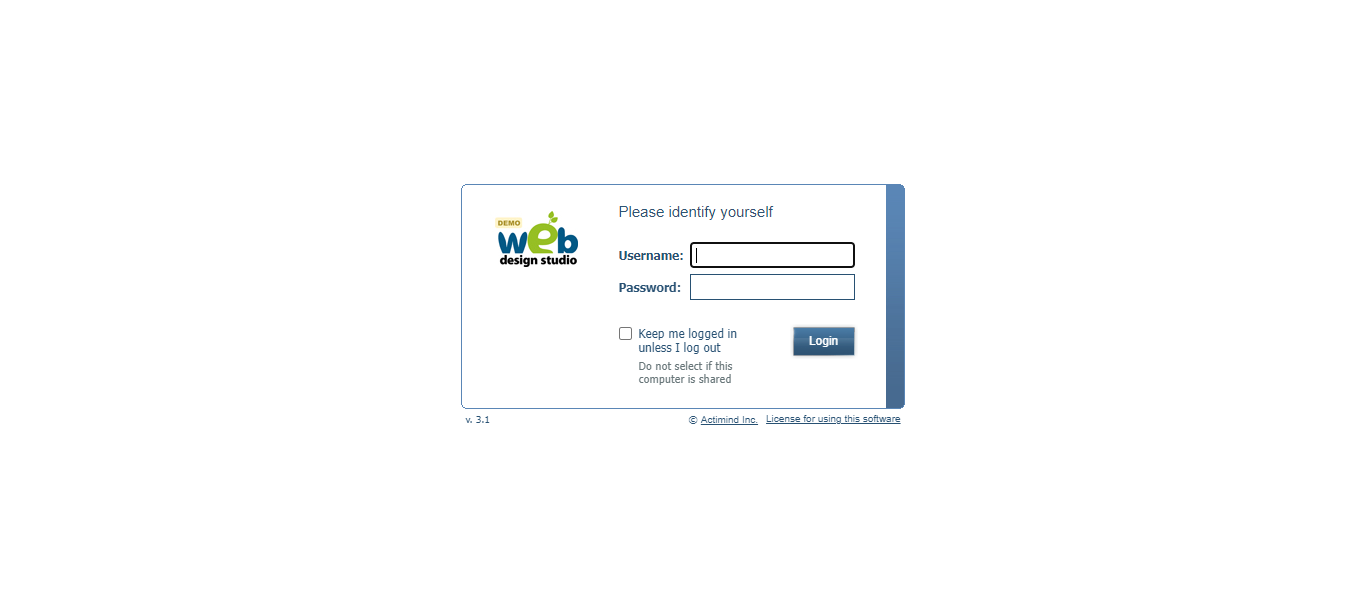 DEMO
web
design studio
Please identify yourself
Username:
Password:
Keep me logged in
unless I log out
Login
Do not select if this
computer is shared
v. 3.1
© Actimind Inc. License for using this software